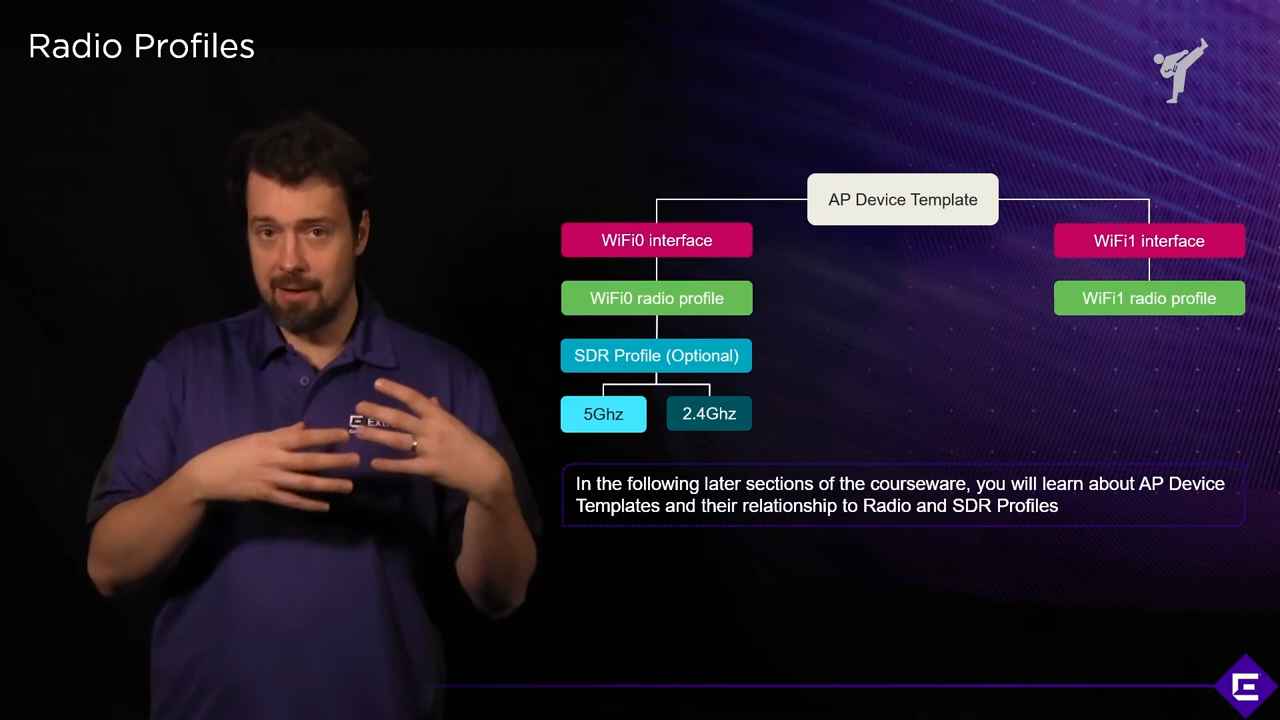 Radio Profiles
AP Device Template
WiFi0 interface
WiFi1 interface
WiFi0 radio profile
WiFi1 radio profile
SDR Profile (Optional)
5Ghz
2.4Ghz
In the following later sections of the courseware, you will learn about AP Device
Templates and their relationship to Radio and SDR Profiles